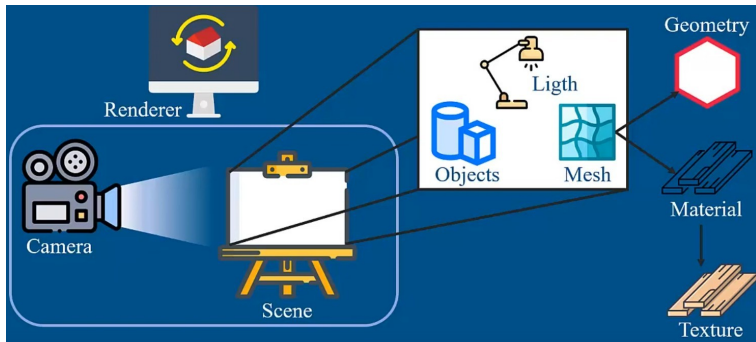 Geometry
Renderer
Ligth
Objects
Mesh
Camera
Scene
Material
Texture